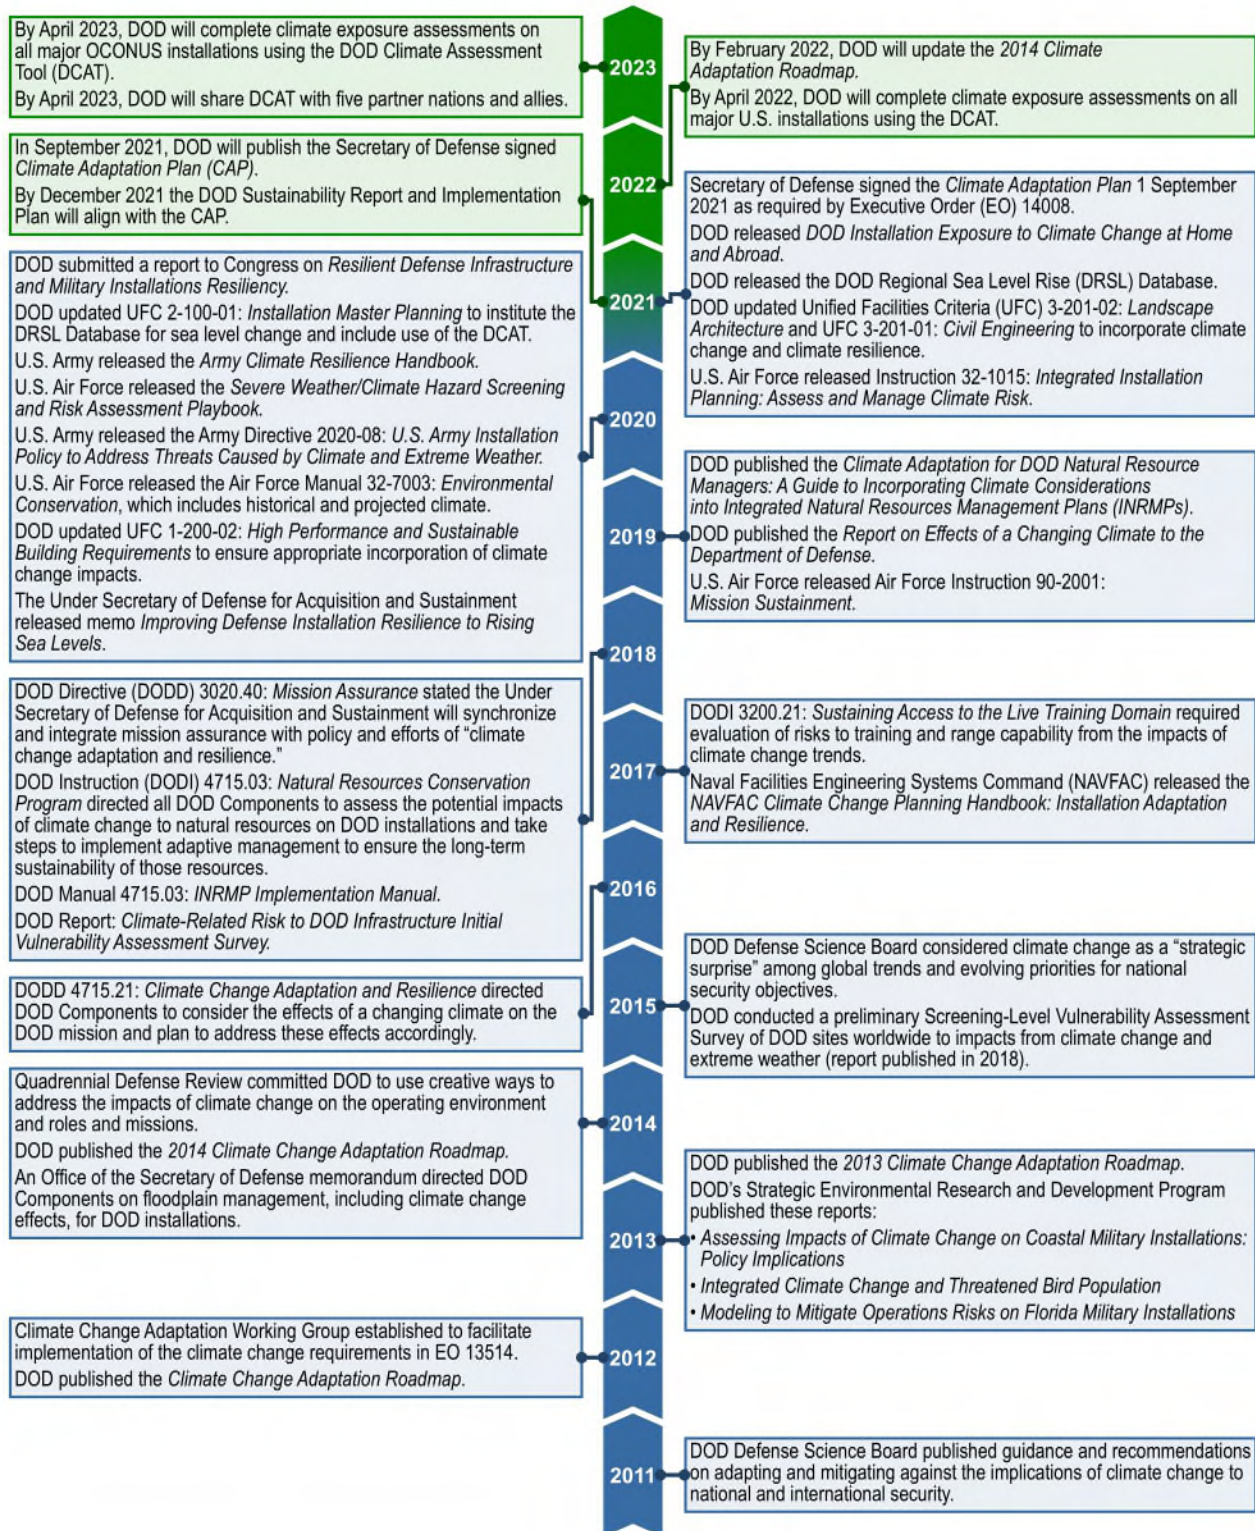 By April 2023, DOD will complete climate exposure assessments on
all major OCONUS installations using the DOD Climate Assessment
Tool (DCAT).
By April 2023, DOD will share DCAT with five partner nations and allies.
2023
By February 2022, DOD will update the 2014 Climate
Adaptation Roadmap.
By April 2022, DOD will complete climate exposure assessments on all
major U.S. installations using the DCAT.
In September 2021, DOD will publish the Secretary of Defense signed
Climate Adaptation Plan (CAP).
By December 2021 the DOD Sustainability Report and Implementation
Plan will align with the CAP.
2022
Secretary of Defense signed the Climate Adaptation Plan 1 September
2021 as required by Executive Order (EO) 14008.
DOD released DOD Installation Exposure to Climate Change at Home
and Abroad.
DOD released the DOD Regional Sea Level Rise (DRSL) Database.
DOD updated Unified Facilities Criteria (UFC) 3-201-02: Landscape
Architecture and UFC 3-201-01: Civil Engineering to incorporate climate
change and climate resilience.
U.S. Air Force released Instruction 32-1015: Integrated Installation
Planning: Assess and Manage Climate Risk.
2021
DOD submitted a report to Congress on Resilient Defense Infrastructure
and Military Installations Resiliency.
DOD updated UFC 2-100-01: Installation Master Planning to institute the
DRSL Database for sea level change and include use of the DCAT.
U.S. Army released the Army Climate Resilience Handbook.
U.S. Air Force released the Severe Weather/Climate Hazard Screening
and Risk Assessment Playbook.
U.S. Army released the Army Directive 2020-08: U.S. Army Installation
Policy to Address Threats Caused by Climate and Extreme Weather.
U.S. Air Force released the Air Force Manual 32-7003: Environmental
Conservation, which includes historical and projected climate.
DOD updated UFC 1-200-02: High Performance and Sustainable
Building Requirements to ensure appropriate incorporation of climate
change impacts.
The Under Secretary of Defense for Acquisition and Sustainment
released memo Improving Defense Installation Resilience to Rising
Sea Levels.
2020
DOD published the Climate Adaptation for DOD Natural Resource
Managers: A Guide to Incorporating Climate Considerations
into Integrated Natural Resources Management Plans (INRMPs).
DOD published the Report on Effects of a Changing Climate to the
Department of Defense.
U.S. Air Force released Air Force Instruction 90-2001:
Mission Sustainment.
2019
2018
DOD Directive (DODD) 3020.40: Mission Assurance stated the Under
Secretary of Defense for Acquisition and Sustainment will synchronize
and integrate mission assurance with policy and efforts of “climate
change adaptation and resilience.”
DOD Instruction (DODI) 4715.03: Natural Resources Conservation
Program directed all DOD Components to assess the potential impacts
of climate change to natural resources on DOD installations and take
steps to implement adaptive management to ensure the long-term
sustainability of those resources.
DOD Manual 4715.03: INRMP Implementation Manual.
DOD Report: Climate-Related Risk to DOD Infrastructure Initial
Vulnerability Assessment Survey.
DODI 3200.21: Sustaining Access to the Live Training Domain required
evaluation of risks to training and range capability from the impacts of
climate change trends.
Naval Facilities Engineering Systems Command (NAVFAC) released the
NAVFAC Climate Change Planning Handbook: Installation Adaptation
and Resilience.
2017
2016
DODD 4715.21: Climate Change Adaptation and Resilience directed
DOD Components to consider the effects of a changing climate on the
DOD mission and plan to address these effects accordingly.
DOD Defense Science Board considered climate change as a “strategic
surprise” among global trends and evolving priorities for national
security objectives.
DOD conducted a preliminary Screening-Level Vulnerability Assessment
Survey of DOD sites worldwide to impacts from climate change and
extreme weather (report published in 2018).
2015
Quadrennial Defense Review committed DOD to use creative ways to
address the impacts of climate change on the operating environment
and roles and missions.
DOD published the 2014 Climate Change Adaptation Roadmap.
An Office of the Secretary of Defense memorandum directed DOD
Components on floodplain management, including climate change
effects, for DOD installations.
2014
DOD published the 2013 Climate Change Adaptation Roadmap.
DOD's Strategic Environmental Research and Development Program
published these reports:
• Assessing Impacts of Climate Change on Coastal Military Installations:
Policy Implications
• Integrated Climate Change and Threatened Bird Population
• Modeling to Mitigate Operations Risks on Florida Military Installations
2013
Climate Change Adaptation Working Group established to facilitate
implementation of the climate change requirements in EO 13514.
DOD published the Climate Change Adaptation Roadmap.
2012
DOD Defense Science Board published guidance and recommendations
on adapting and mitigating against the implications of climate change to
national and international security.
2011